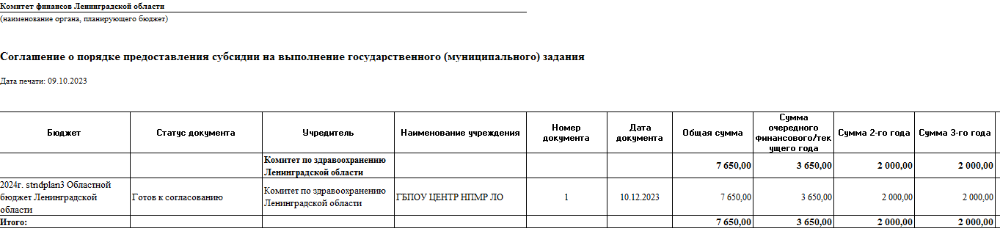 Комитет финансов Ленинградской области
(наименование органа, планирующего бюджет)
Соглашение о порядке предоставления субсидии на выполнение государственного (муниципального) задания
Дата печати: 09.10.2023
Бюджет
Статус документа
Учредитель
Наименование учреждения
Номер
документа
Дата
документа
Общая сумма
Сумма
очередного
финансового/тек
ущего года
Сумма 2-го года
Сумма 3-го года
Комитет по здравоохранению
Ленинградской области
7 650,00
3 650,00
2 000,00
2 000,00
2024г. stndplan3 Областной
бюджет Ленинградской
области
Готов к согласованию
Комитет по здравоохранению
Ленинградской области
ГБПОУ ЦЕНТР НПМР ЛО
1
10.12.2023
7 650,00
3 650,00
2 000,00
2 000,00
Итого:
7 650,00
3 650,00
2 000,00
2 000,00